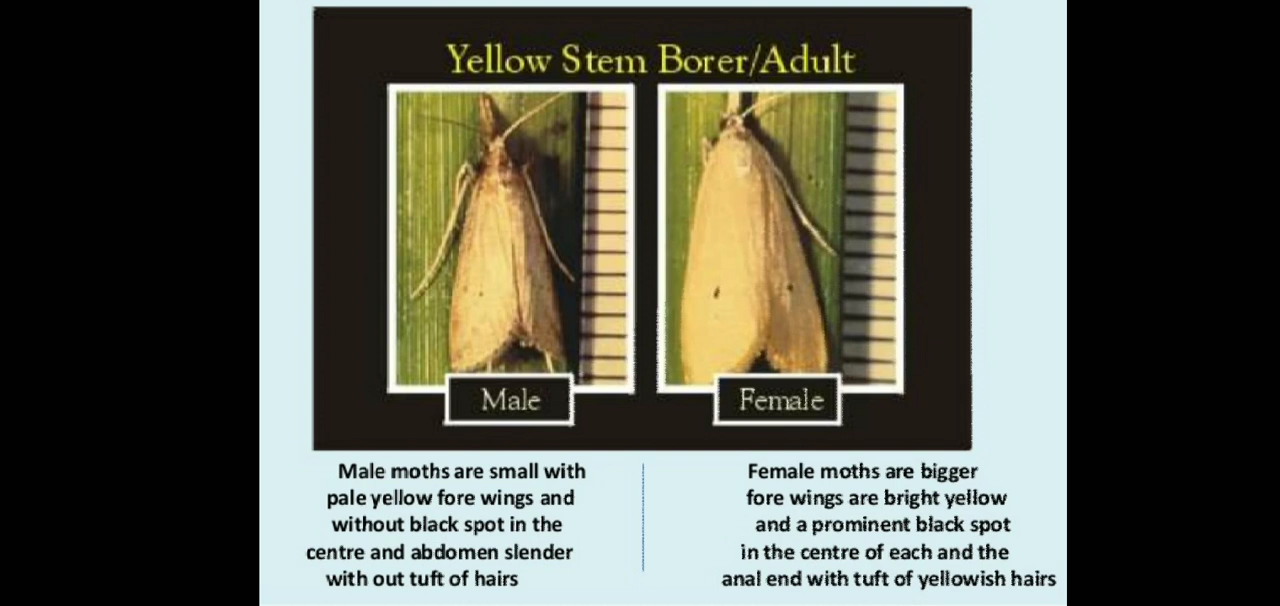 Yellow Stem Borer/Adult
Male
Female
Male moths are small with
pale yellow fore wings and
without black spot in the
centre and abdomen slender
with out tuft of hairs
Female moths are bigger
fore wings are bright yellow
and a prominent black spot
in the centre of each and the
anal end with tuft of yellowish hairs